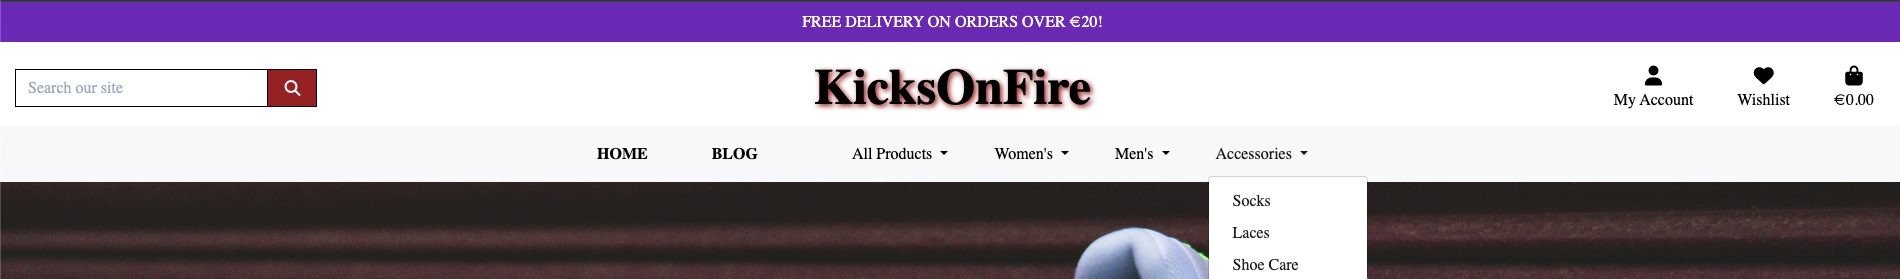 FREE DELIVERY ON ORDERS OVER €20!
Search our site
KicksOnFire
My Account
Wishlist
€0.00
HOME
BLOG
All Products
Women's
Men's
Accessories
Socks
Laces
Shoe Care